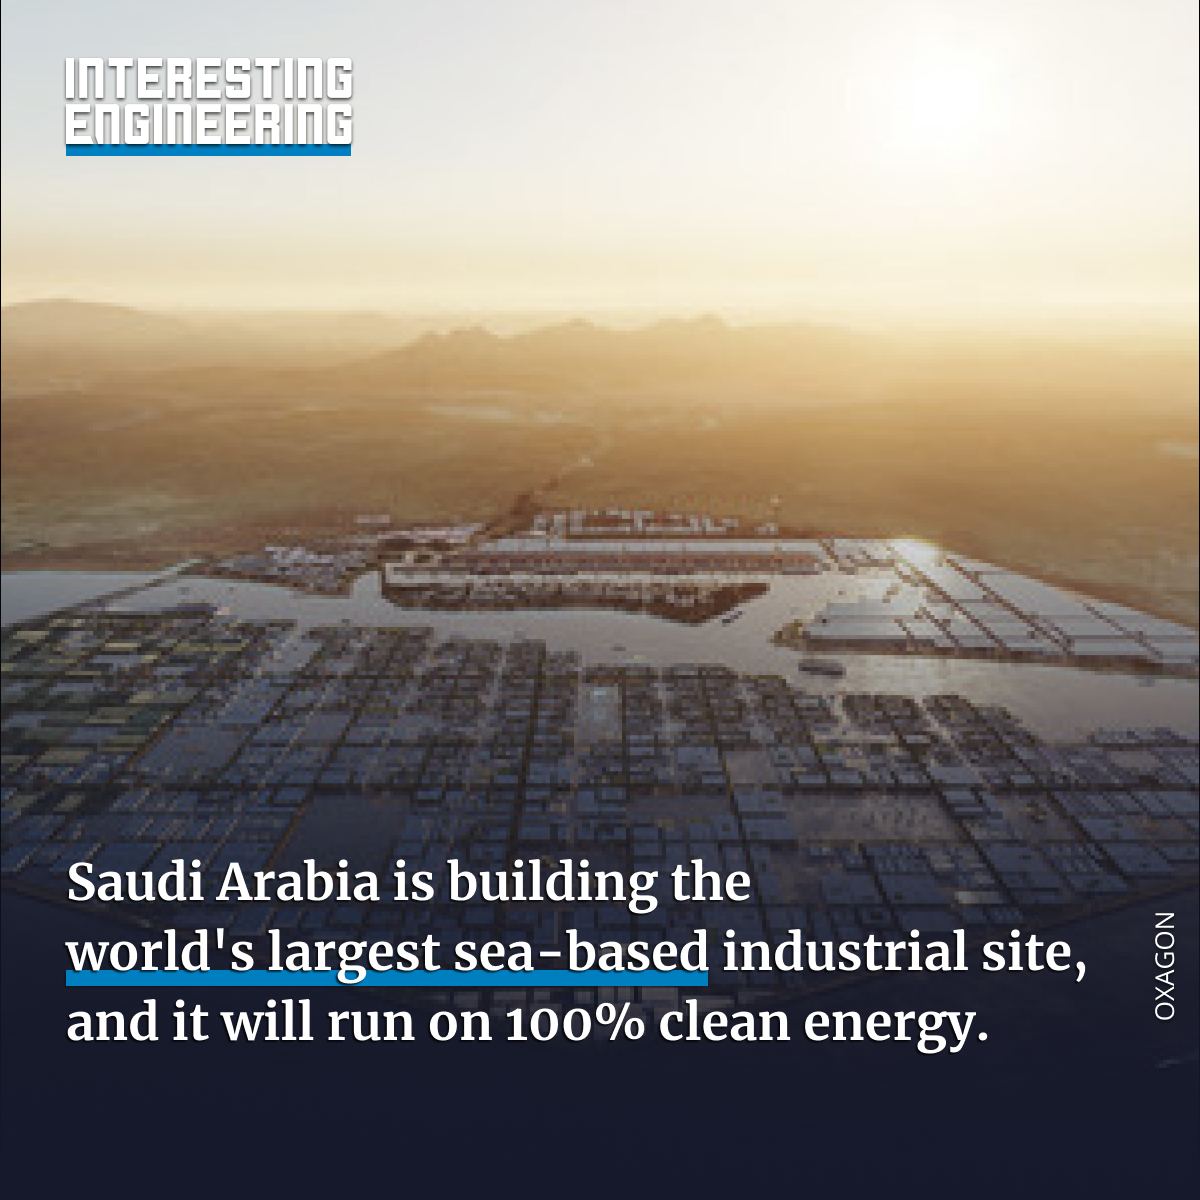 INTERESTING
ENGINEERING
Saudi Arabia is building the
world's largest sea-based industrial site,
and it will run on 100% clean energy.
OXAGON